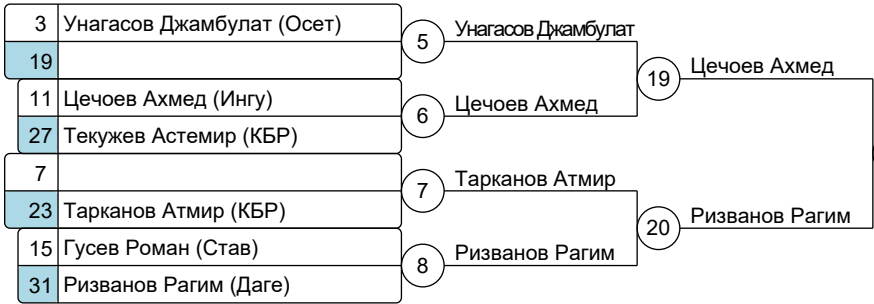 3 Унагасов Джамбулат (Осет)
19
5
Унагасов Джамбулат
11 Цечоев Ахмед (Ингу)
27 Текужев Астемир (КБР)
6
Цечоев Ахмед
19
Цечоев Ахмед
7
23 Тарканов Атмир (КБР)
7
Тарканов Атмир
15 Гусев Роман (Став)
31 Ризванов Рагим (Даге)
8
Ризванов Рагим
20
Ризванов Рагим